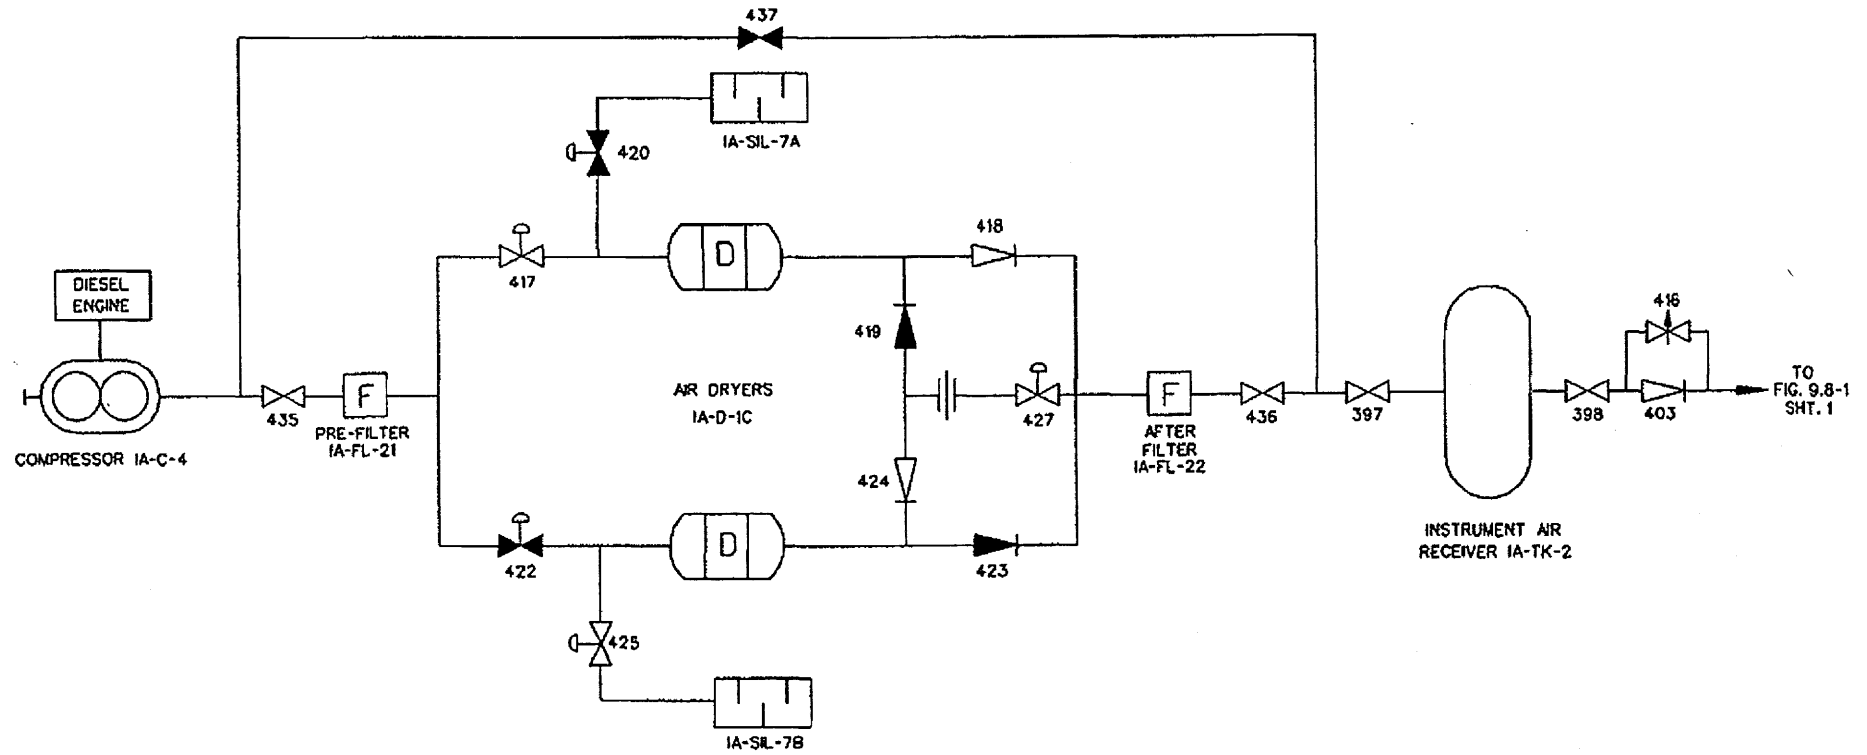 437
IA-SIL-7A
420
418
417
DIESEL
ENGINE
419
416
AIR DRYERS
IA-D-1C
TO
FIG. 9.8-1
SHT. 1
D
F
435
PRE-FILTER
IA-FL-21
COMPRESSOR IA-C-4
427
F
AFTER
FILTER
IA-FL-22
436
397
398
403
424
INSTRUMENT AIR
RECEIVER IA-TK-2
D
422
423
425
IA-SIL-7B